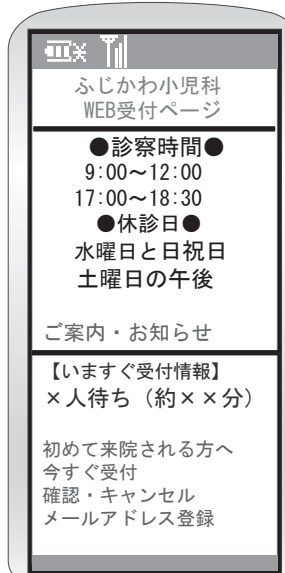 ふじかわ小児科
WEB受付ページ
●診察時間●
9:00～12:00
17:00～18:30
●休診日●
水曜日と日祝日
土曜日の午後
ご案内・お知らせ
【いますぐ受付情報】
×人待ち（約××分）
初めて来院される方へ
今すぐ受付
確認・キャンセル
メールアドレス登録